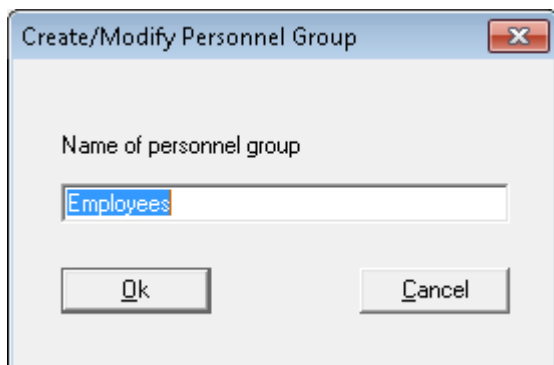 Create/Modify Personnel Group
Name of personnel group
Employees
Ok
Cancel